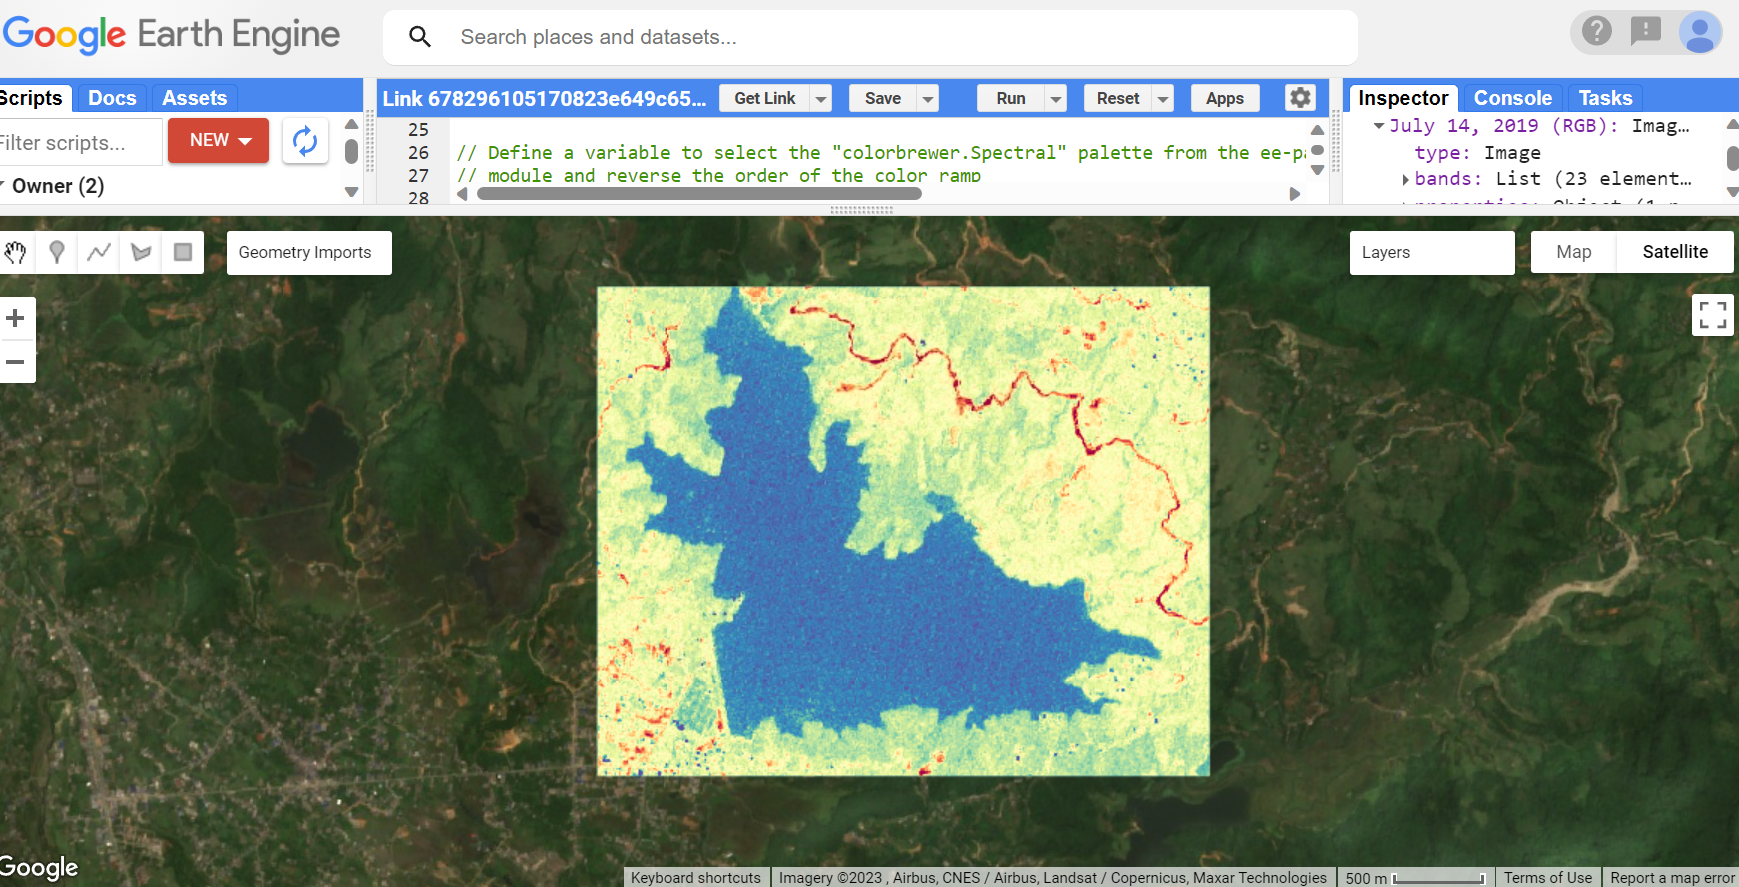 Google Earth Engine
Search places and datasets...
Scripts Docs Assets
Filter scripts...
NEW
Owner (2)
Link 678296105170823e649c65...
Get Link
Save
Run
Reset
Apps
25
26 // Define a variable to select the "colorbrewer.Spectral" palette from the ee-pa
27 // module and reverse the order of the color ramp
28
Inspector Console Tasks
July 14, 2019 (RGB): Imag...
type: Image
bands: List (23 element...
Geometry Imports
Layers
Map Satellite
Google
Keyboard shortcuts
Imagery ©2023 , Airbus, CNES / Airbus, Landsat / Copernicus, Maxar Technologies
500 m
Terms of Use
Report a map error